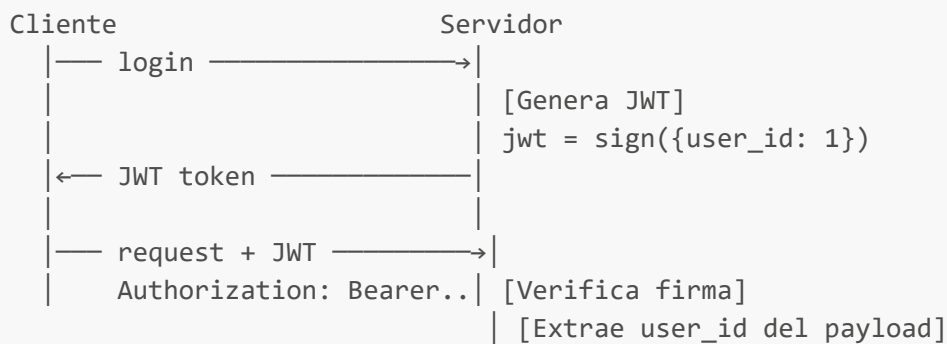 Cliente Servidor
login
[Genera JWT]
jwt = sign({user_id: 1})
JWT token
request + JWT
Authorization: Bearer.. [Verifica firma]
[Extrae user_id del payload]